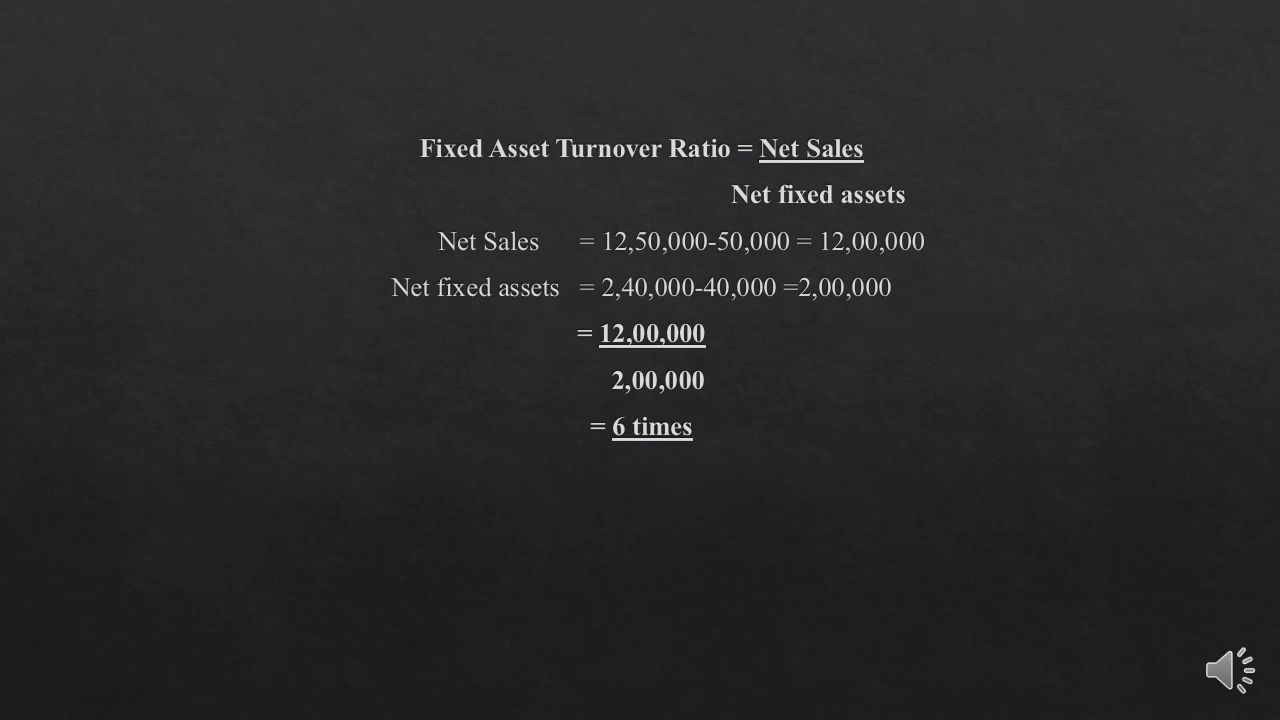 Fixed Asset Turnover Ratio = Net Sales
Net fixed assets
Net Sales = 12,50,000-50,000 = 12,00,000
Net fixed assets = 2,40,000-40,000 =2,00,000
= 12,00,000
2,00,000
= 6 times